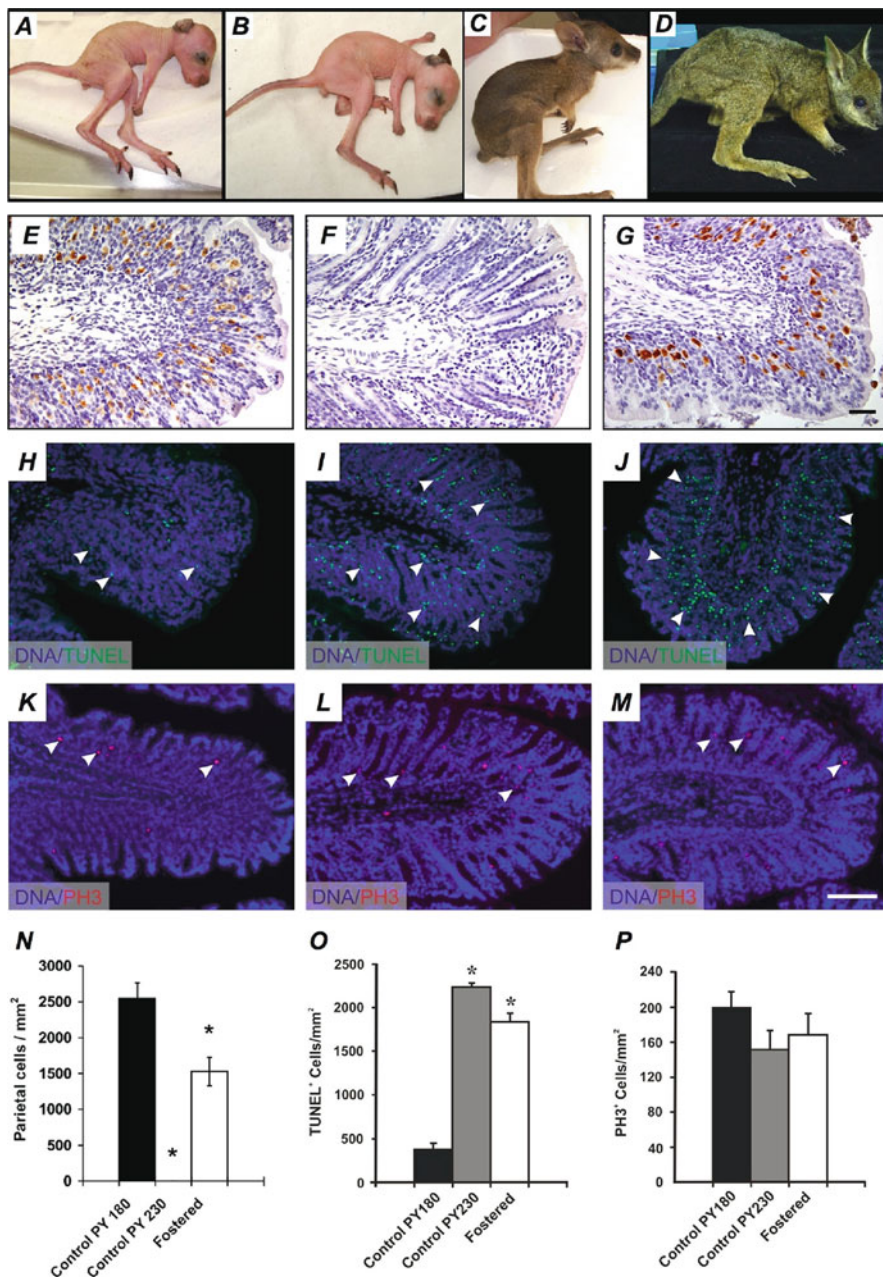 A
B
C
D
E
F
G
H
I
J
DNA/TUNEL
DNA/TUNEL
DNA/TUNEL
K
L
M
DNA/PH3
DNA/PH3
DNA/PH3
N
O
P
Parietal cells / mm²
3000
2500
2000
1500
1000
500
0
*
*
Control PY 180
Control PY 230
Fostered
TUNEL⁺ Cells/mm²
2500
2000
1500
1000
500
0
*
*
Control PY180
Control PY230
Fostered
PH3⁺ Cells/mm²
240
200
160
120
80
40
0
Control PY180
Control PY230
Fostered